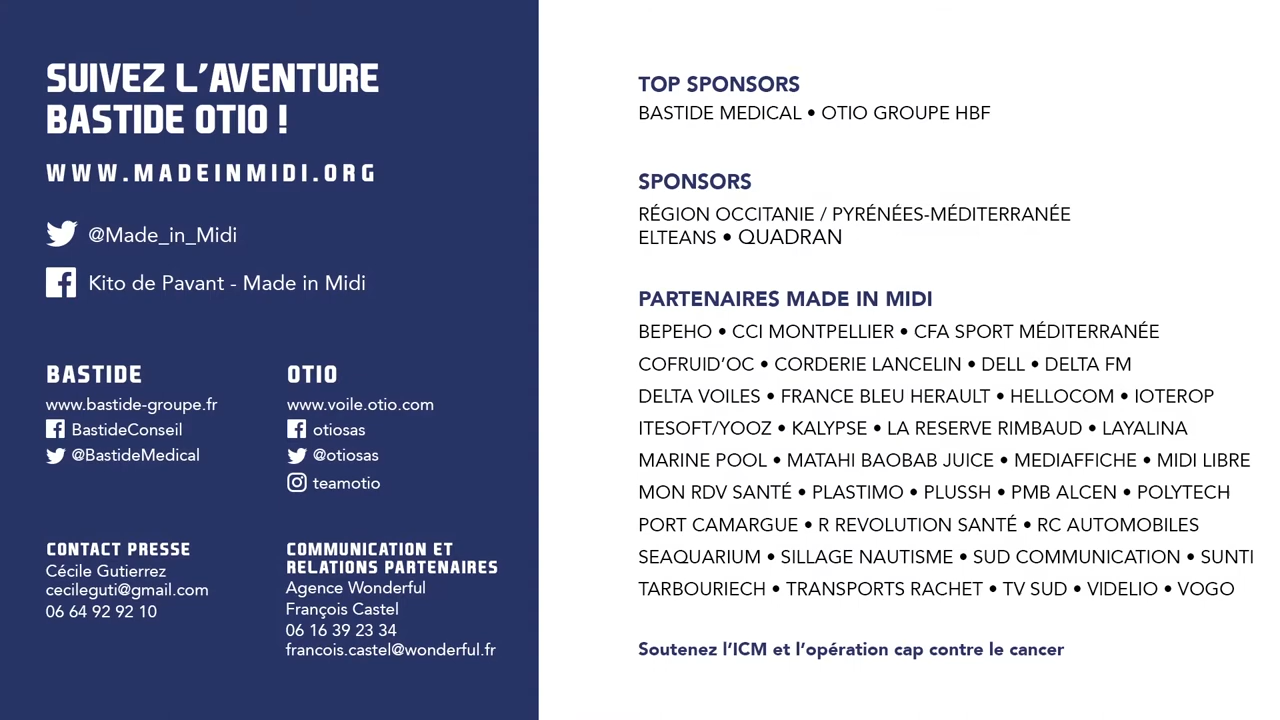 SUIVEZ L'AVENTURE
BASTIDE OTIO !
WWW.MADEINMIDI.ORG
@Made_in_Midi
Kito de Pavant - Made in Midi
BASTIDE
www.bastide-groupe.fr
BastideConseil
@BastideMedical
OTIO
www.voile.otio.com
otiosas
@otiosas
teamotio
CONTACT PRESSE
Cécile Gutierrez
cecileguti@gmail.com
06 64 92 92 10
COMMUNICATION ET
RELATIONS PARTENAIRES
Agence Wonderful
François Castel
06 16 39 23 34
francois.castel@wonderful.fr
TOP SPONSORS
BASTIDE MEDICAL • OTIO GROUPE HBF
SPONSORS
RÉGION OCCITANIE / PYRÉNÉES-MÉDITERRANÉE
ELTEANS • QUADRAN
PARTENAIRES MADE IN MIDI
BEPEHO • CCI MONTPELLIER • CFA SPORT MÉDITERRANÉE
COFRUID'OC • CORDERIE LANCELIN • DELL • DELTA FM
DELTA VOILES • FRANCE BLEU HERAULT • HELLOCOM • IOTEROP
ITESOFT/YOOZ • KALYPSE • LA RESERVE RIMBAUD • LAYALINA
MARINE POOL • MATAHI BAOBAB JUICE • MEDIAFFICHE • MIDI LIBRE
MON RDV SANTÉ • PLASTIMO • PLUSSH • PMB ALCEN • POLYTECH
PORT CAMARGUE • R REVOLUTION SANTÉ • RC AUTOMOBILES
SEAQUARIUM • SILLAGE NAUTISME • SUD COMMUNICATION • SUNTI
TARBOURIECH • TRANSPORTS RACHET • TV SUD • VIDELIO • VOGO
Soutenez l'ICM et l'opération cap contre le cancer